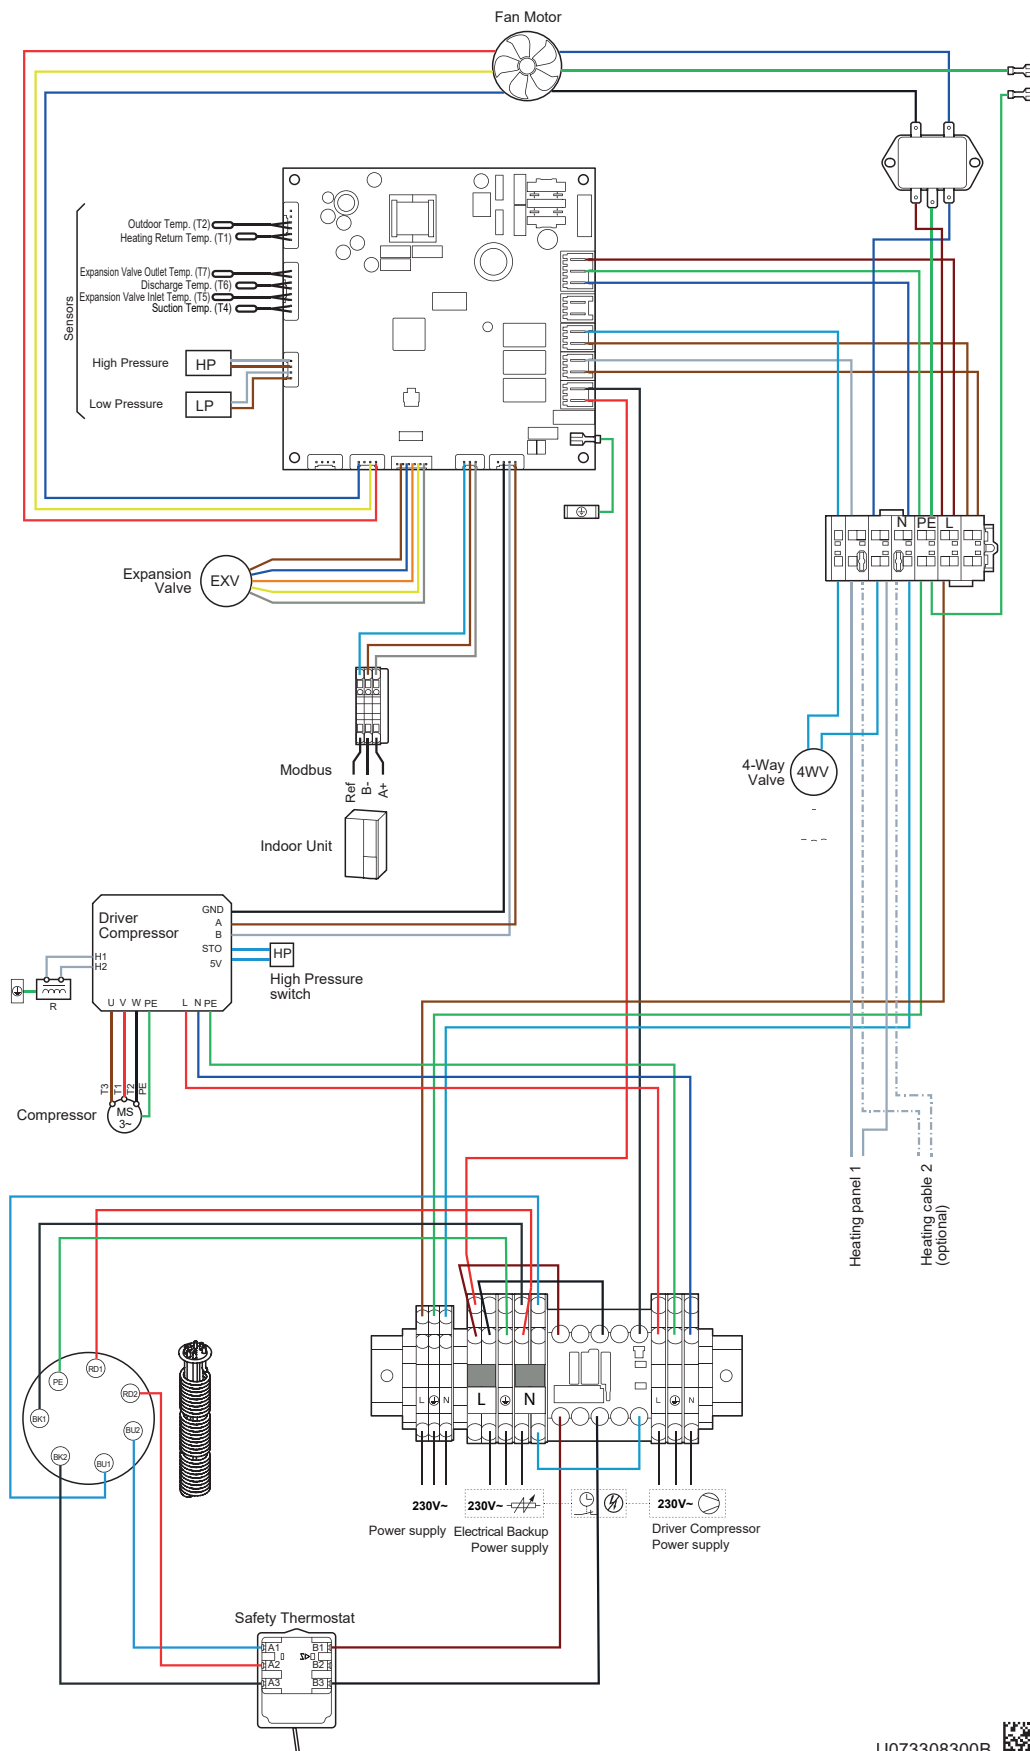 Fan Motor
Sensors
Outdoor Temp. (T2)
Heating Return Temp. (T1)
Expansion Valve Outlet Temp. (T7)
Discharge Temp. (T6)
Expansion Valve Inlet Temp. (T5)
Suction Temp. (T4)
High Pressure
HP
Low Pressure
LP
N PE L
Expansion
Valve
EXV
Modbus
Ref
B-
A+
Indoor Unit
4-Way
Valve
4WV
Driver
Compressor
GND
A
B
STO
5V
HP
High Pressure
switch
H1
H2
R
U V W PE
L N PE
T3
T1
T2
PE
Compressor
MS
3~
Heating panel 1
Heating cable 2
(optional)
PE
RD1
RD2
BK1
BU2
BK2
BU1
L N
L N
L N
230V~
230V~
230V~
Power supply
Electrical Backup
Power supply
Driver Compressor
Power supply
Safety Thermostat
A1 B1
A2 B2
A3 B3
U073308300B